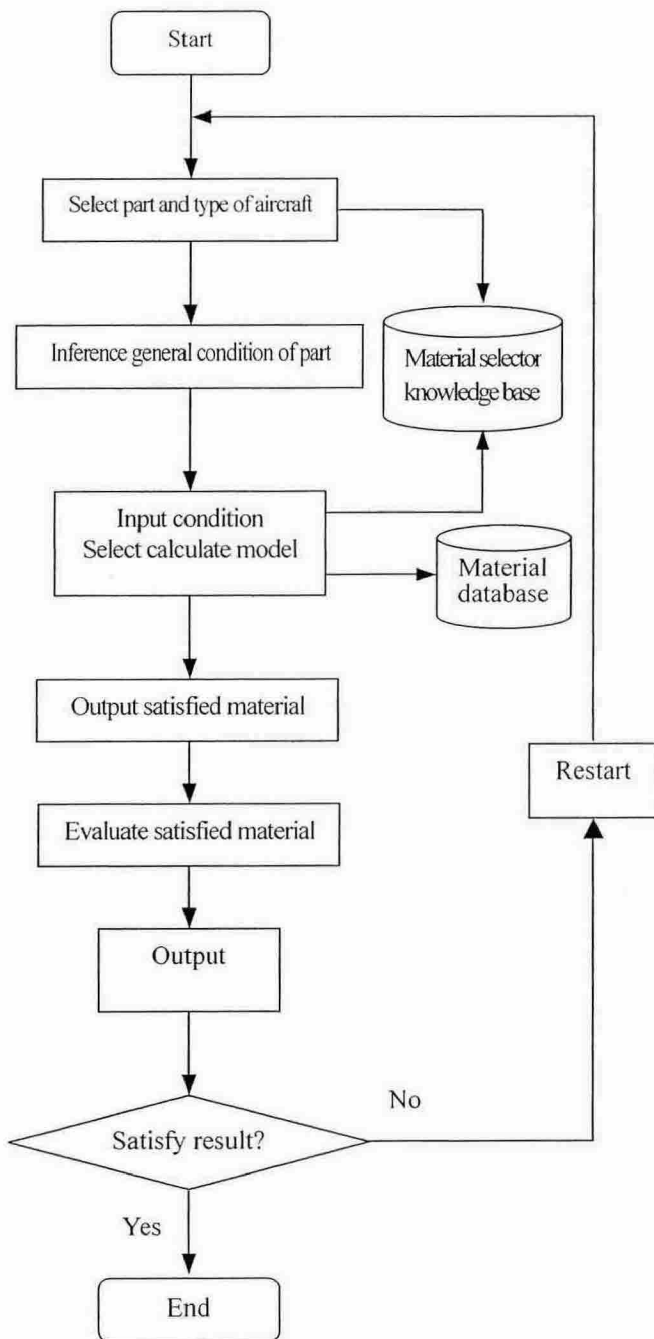 Start
Select part and type of aircraft
Inference general condition of part
Material selector
knowledge base
Input condition
Select calculate model
Material
database
Output satisfied material
Restart
Evaluate satisfied material
Output
No
Satisfy result?
Yes
End